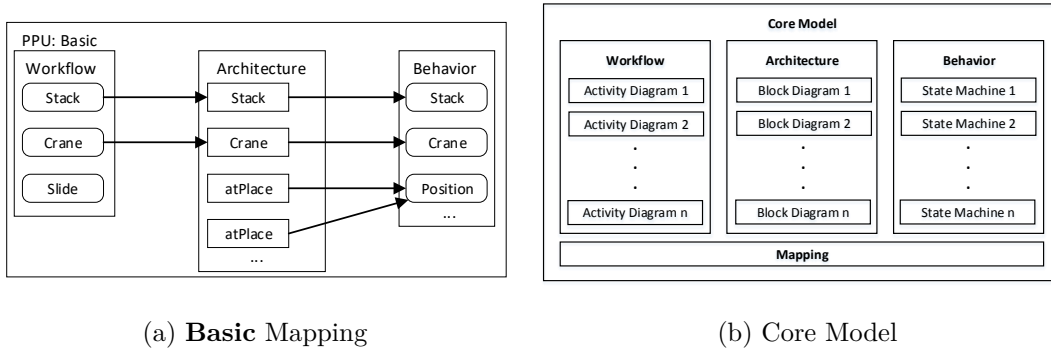 PPU: Basic
Workflow
Stack
Crane
Slide
Architecture
Stack
Crane
atPlace
atPlace
...
Behavior
Stack
Crane
Position
...
(a) Basic Mapping
Core Model
Workflow
Activity Diagram 1
Activity Diagram 2
.
.
.
Activity Diagram n
Architecture
Block Diagram 1
Block Diagram 2
.
.
.
Block Diagram n
Behavior
State Machine 1
State Machine 2
.
.
.
State Machine n
Mapping
(b) Core Model